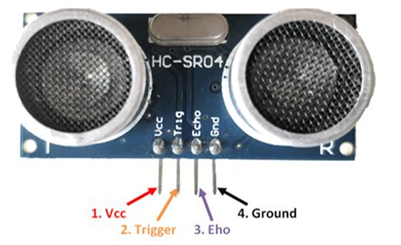 HC-SR04
Vcc
Trig
Echo
Gnd
T
R
1. Vcc
4. Ground
2. Trigger
3. Eho